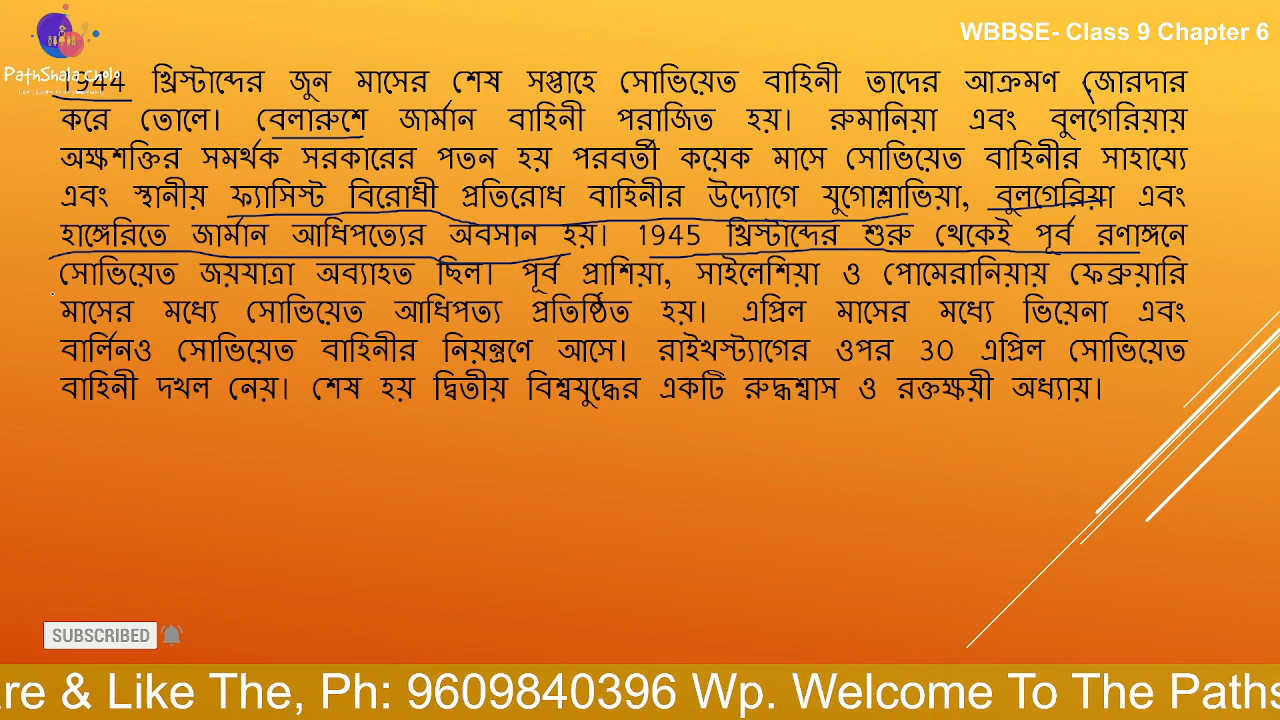 WBBSE- Class 9 Chapter 6
PathShala Cholo
1944 খ্রিস্টাব্দের জুন মাসের শেষ সপ্তাহে সোভিয়েত বাহিনী তাদের আক্রমণ জোরদার
করে তোলে। বেলারুশে জার্মান বাহিনী পরাজিত হয়। রুমানিয়া এবং বুলগেরিয়ায়
অক্ষশক্তির সমর্থক সরকারের পতন হয় পরবর্তী কয়েক মাসে সোভিয়েত বাহিনীর সাহায্যে
এবং স্থানীয় ফ্যাসিস্ট বিরোধী প্রতিরোধ বাহিনীর উদ্যোগে যুগোশ্লাভিয়া, বুলগেরিয়া এবং
হাঙ্গেরিতে জার্মান আধিপত্যের অবসান হয়। 1945 খ্রিস্টাব্দের শুরু থেকেই পূর্ব রণাঙ্গনে
সোভিয়েত জয়যাত্রা অব্যাহত ছিল। পূর্ব প্রাশিয়া, সাইলেশিয়া ও পোমেরানিয়ায় ফেব্রুয়ারি
মাসের মধ্যে সোভিয়েত আধিপত্য প্রতিষ্ঠিত হয়। এপ্রিল মাসের মধ্যে ভিয়েনা এবং
বার্লিনও সোভিয়েত বাহিনীর নিয়ন্ত্রণে আসে। রাইখস্ট্যাগের ওপর 30 এপ্রিল সোভিয়েত
বাহিনী দখল নেয়। শেষ হয় দ্বিতীয় বিশ্বযুদ্ধের একটি রুদ্ধশ্বাস ও রক্তক্ষয়ী অধ্যায়।
SUBSCRIBED
re & Like The, Ph: 9609840396 Wp. Welcome To The Paths